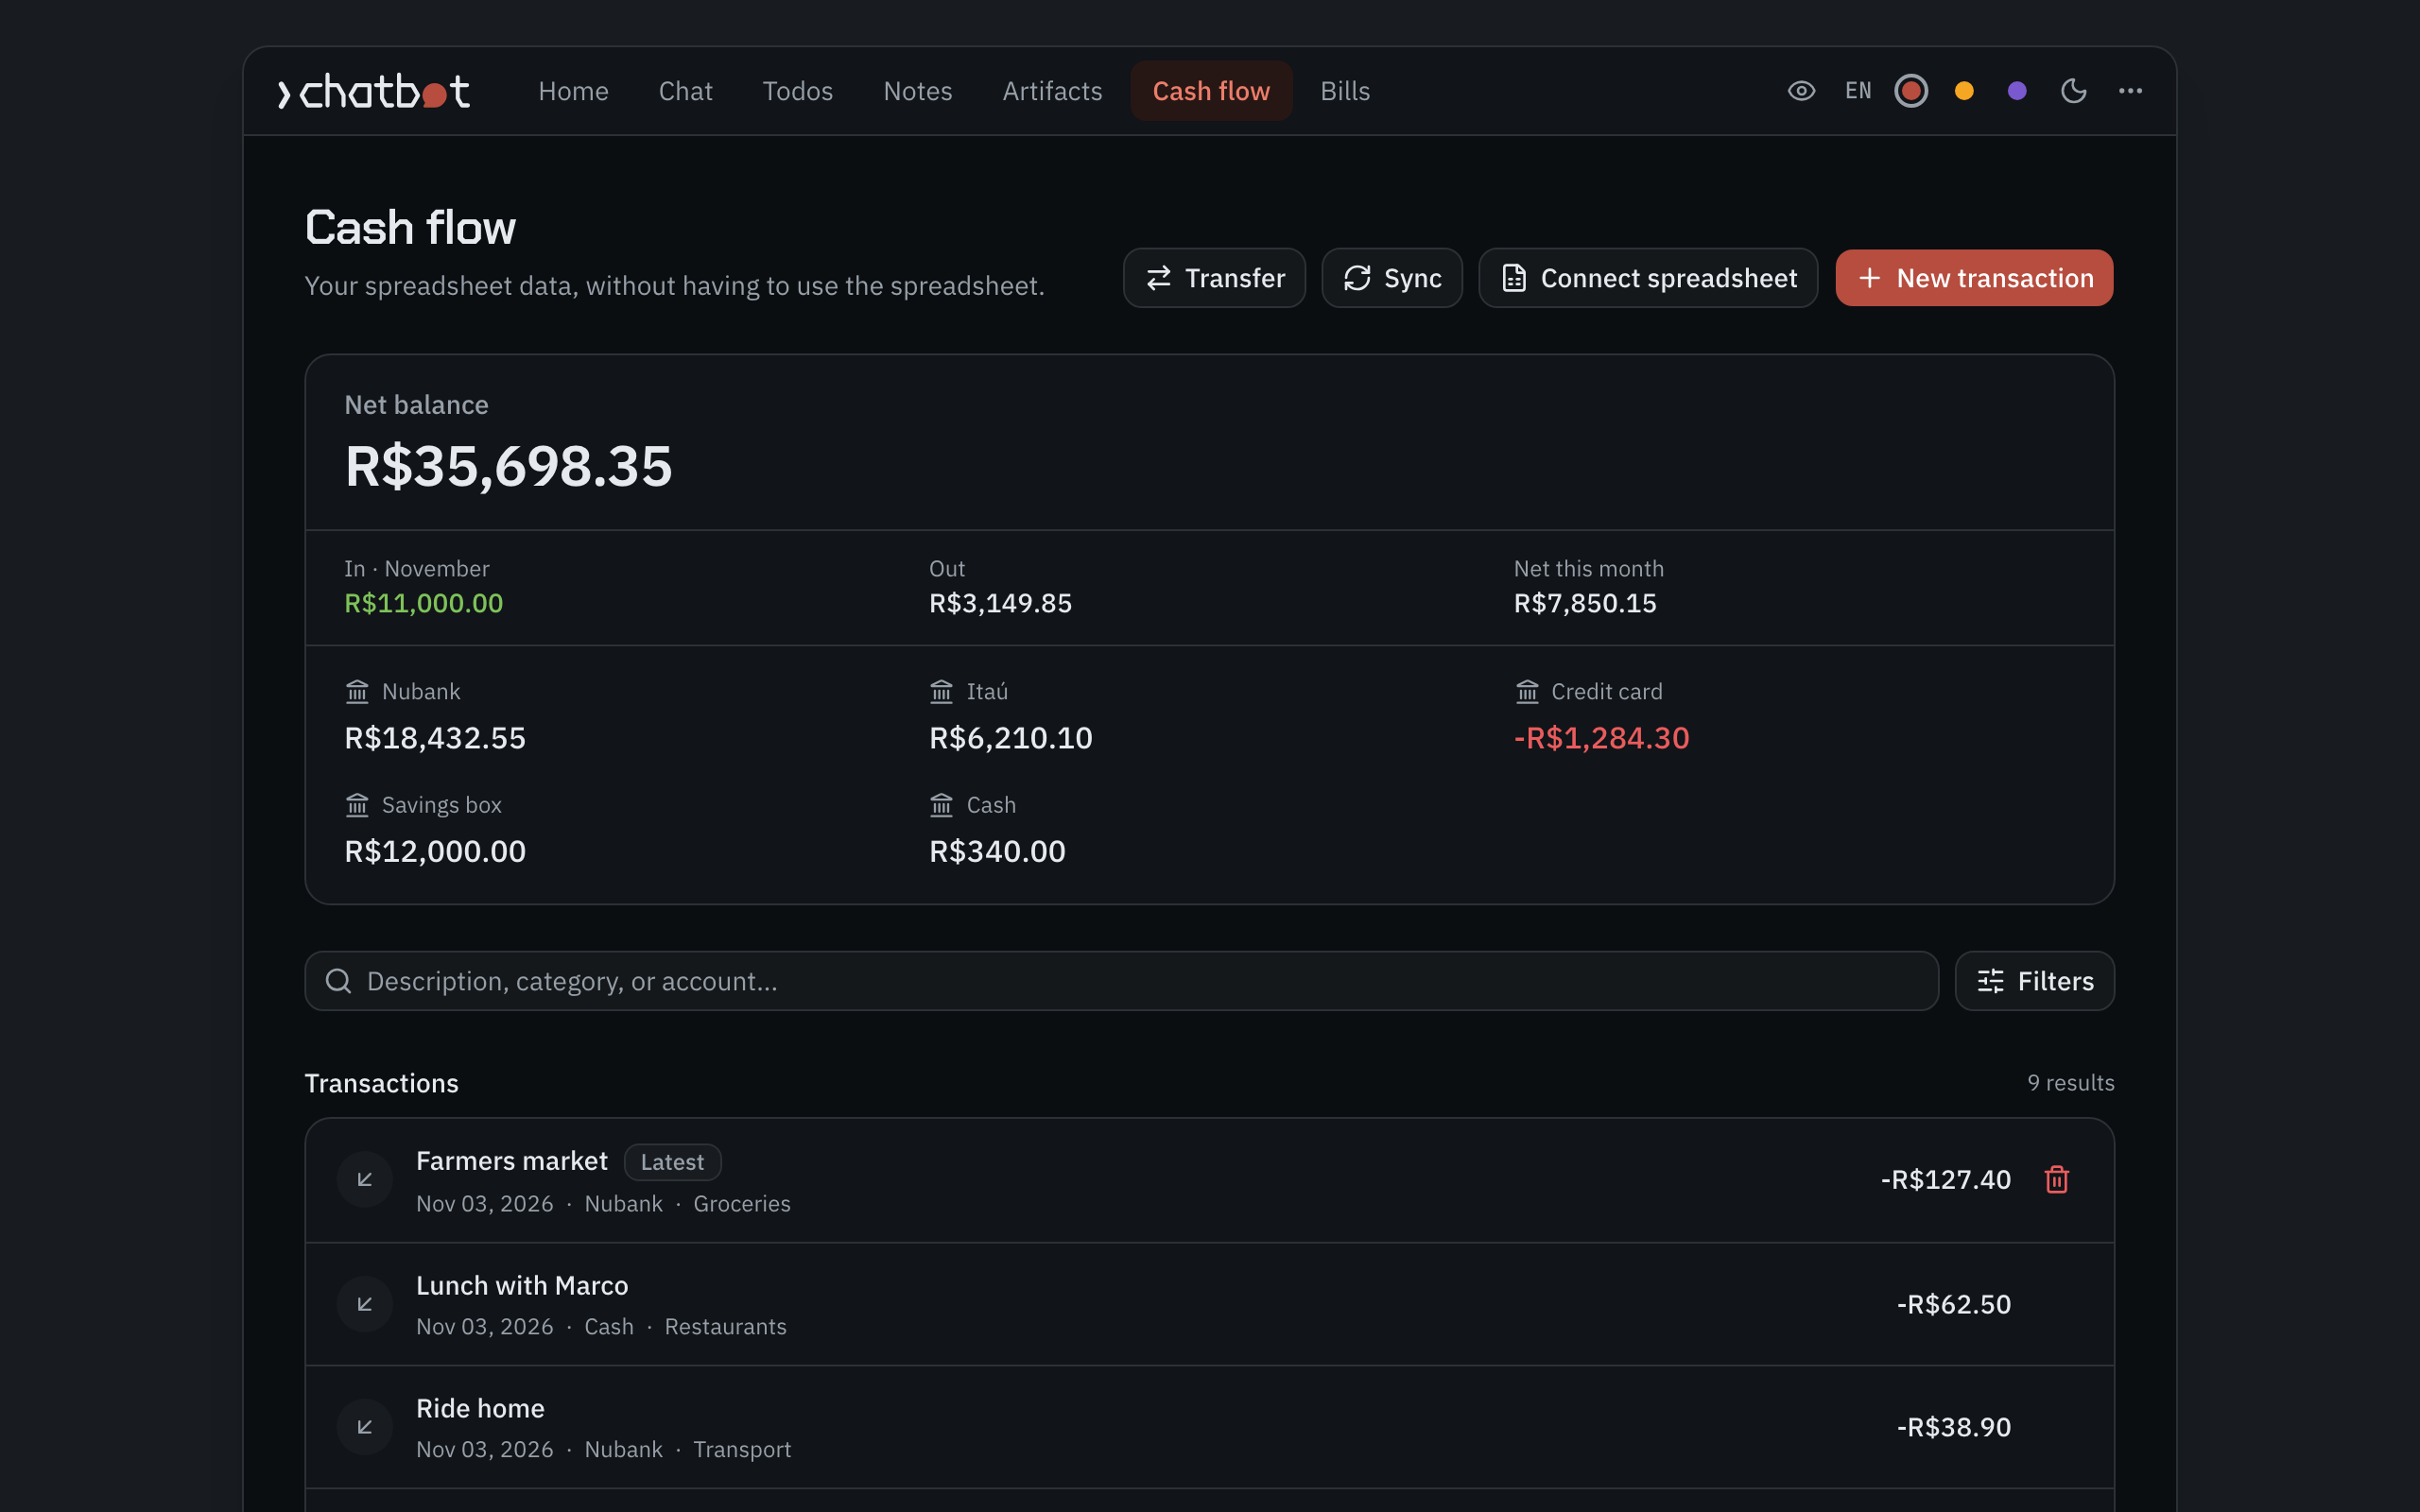 chatbot
Home Chat Todos Notes Artifacts Cash flow Bills EN
Cash flow
Your spreadsheet data, without having to use the spreadsheet.
Transfer Sync Connect spreadsheet New transaction
Net balance
R$35,698.35
In · November Out Net this month
R$11,000.00 R$3,149.85 R$7,850.15
Nubank Itaú Credit card
R$18,432.55 R$6,210.10 -R$1,284.30
Savings box Cash
R$12,000.00 R$340.00
Description, category, or account... Filters
Transactions 9 results
Farmers market Latest
-R$127.40
Nov 03, 2026 · Nubank · Groceries
Lunch with Marco
-R$62.50
Nov 03, 2026 · Cash · Restaurants
Ride home
-R$38.90
Nov 03, 2026 · Nubank · Transport